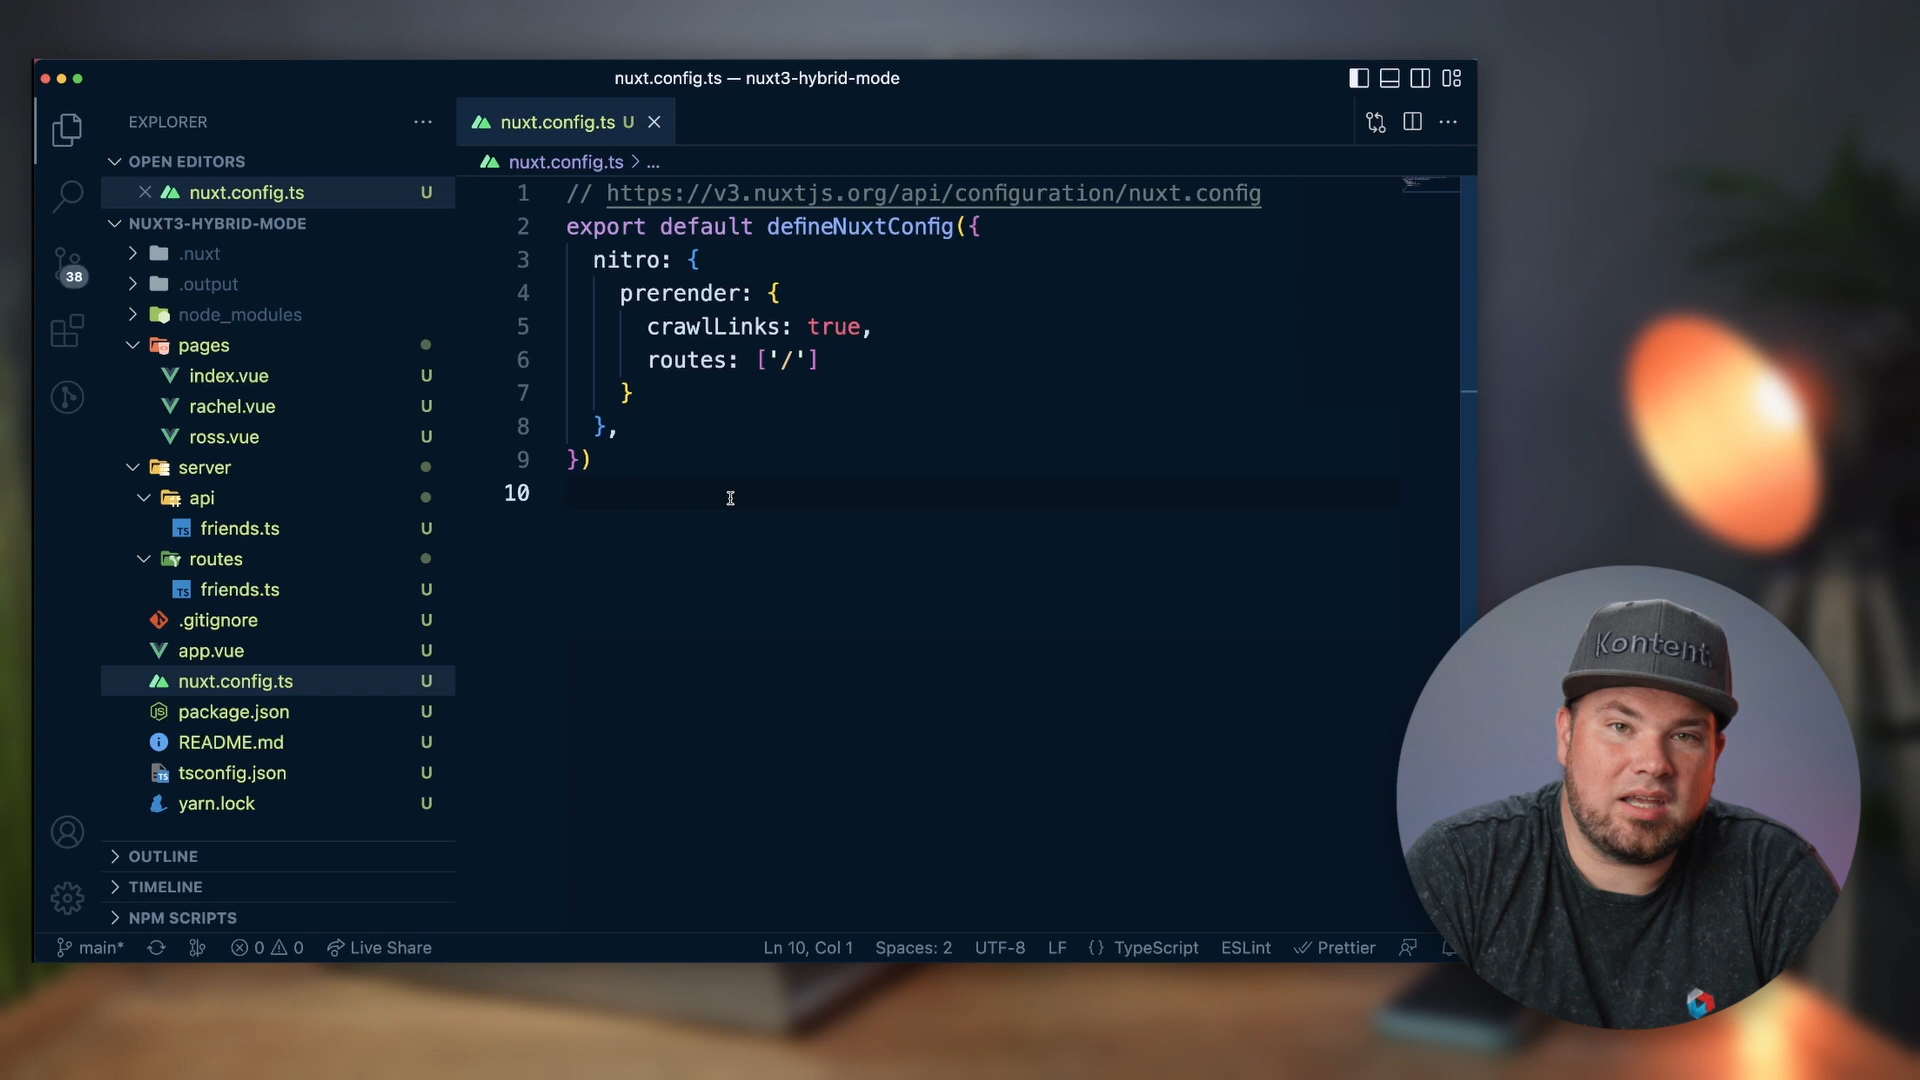 nuxt.config.ts — nuxt3-hybrid-mode
EXPLORER
nuxt.config.ts U
OPEN EDITORS
nuxt.config.ts > ...
nuxt.config.ts U
NUXT3-HYBRID-MODE
.nuxt
.output
node_modules
pages
index.vue U
rachel.vue U
ross.vue U
server
api
friends.ts U
routes
friends.ts U
.gitignore U
app.vue U
nuxt.config.ts U
package.json U
README.md U
tsconfig.json U
yarn.lock U
OUTLINE
TIMELINE
NPM SCRIPTS
38
1 // https://v3.nuxtjs.org/api/configuration/nuxt.config
2 export default defineNuxtConfig({
3 nitro: {
4 prerender: {
5 crawlLinks: true,
6 routes: ['/']
7 }
8 },
9 })
10
main* 0 0 Live Share
Ln 10, Col 1 Spaces: 2 UTF-8 LF {} TypeScript ESLint Prettier
Kontent